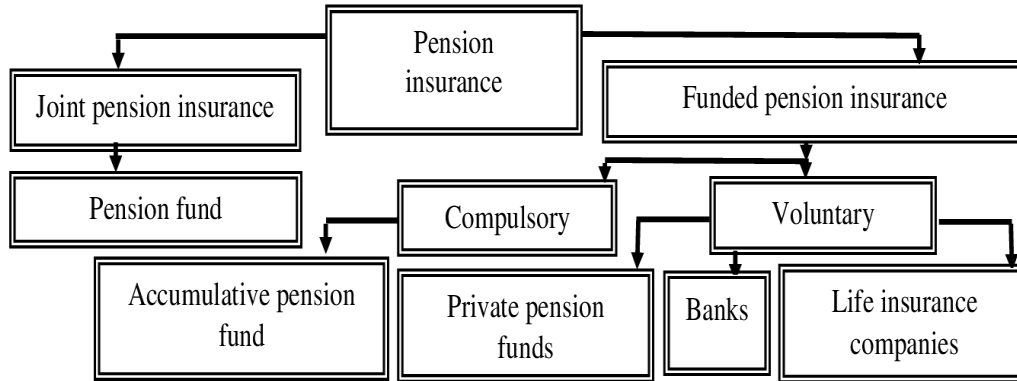 Pension
insurance
Joint pension insurance
Funded pension insurance
Pension fund
Compulsory
Voluntary
Accumulative pension
fund
Private pension
funds
Banks
Life insurance
companies